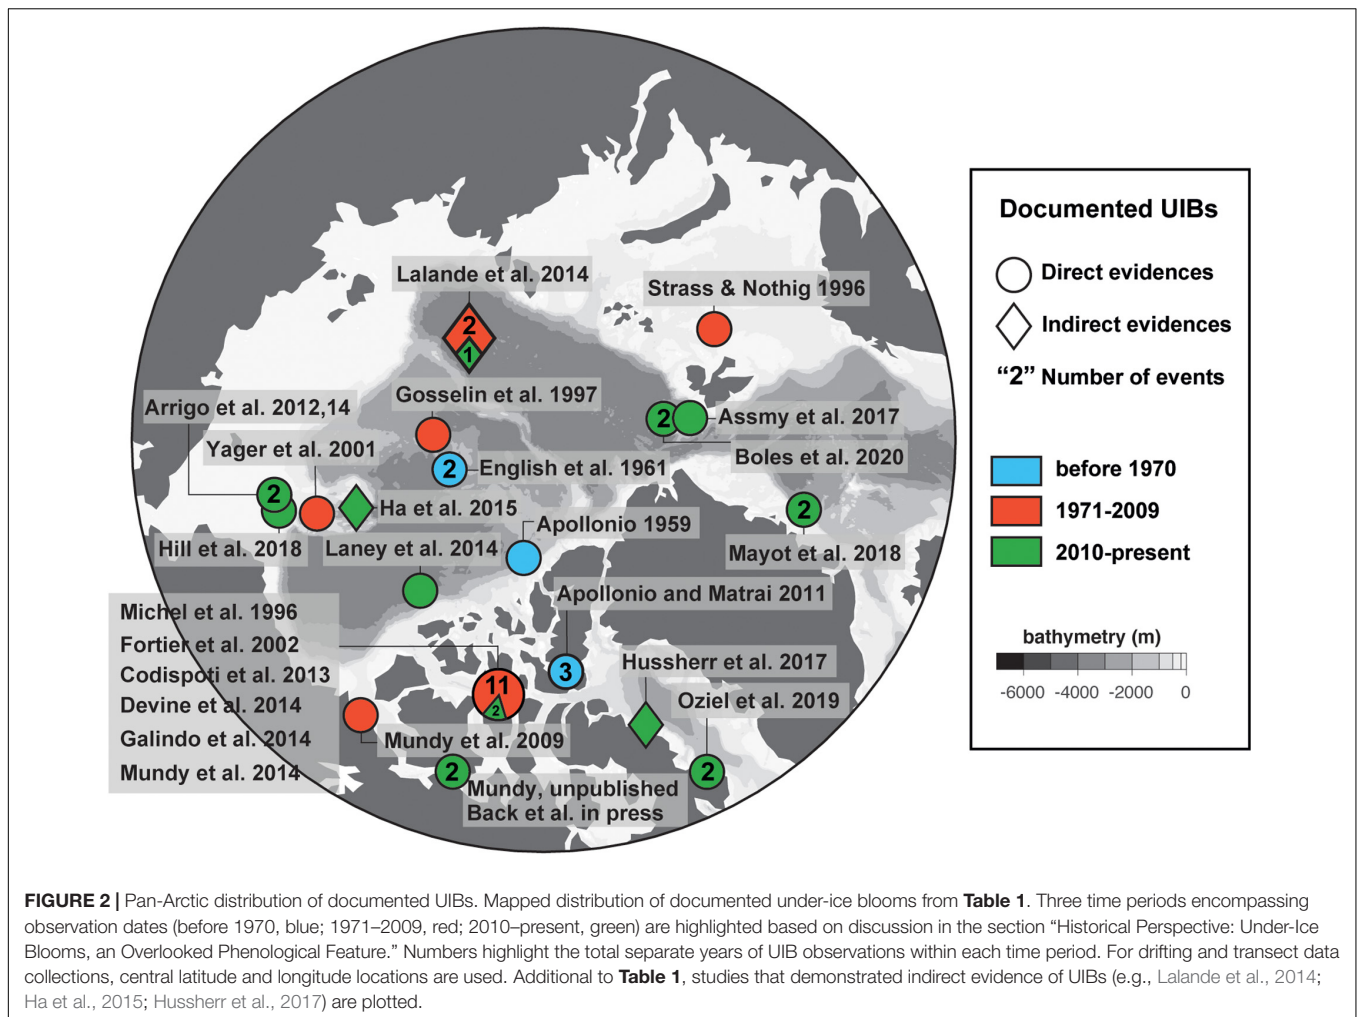 Lalande et al. 2014
Strass & Nothig 1996
2
1
Gosselin et al. 1997
Arrigo et al. 2012,14
Assmy et al. 2017
2
Yager et al. 2001
English et al. 1961
2
Boles et al. 2020
2
Ha et al. 2015
2
Apollonio 1959
Hill et al. 2018
Laney et al. 2014
Mayot et al. 2018
Apollonio and Matrai 2011
Michel et al. 1996
Fortier et al. 2002
Codispoti et al. 2013
Devine et al. 2014
Galindo et al. 2014
Mundy et al. 2014
3
11
2
Hussherr et al. 2017
Oziel et al. 2019
Mundy et al. 2009
2
2
Mundy, unpublished
Back et al. in press
Documented UIBs
Direct evidences
Indirect evidences
“2” Number of events
before 1970
1971-2009
2010-present
bathymetry (m)
-6000 -4000 -2000 0
FIGURE 2 | Pan-Arctic distribution of documented UIBs. Mapped distribution of documented under-ice blooms from Table 1. Three time periods encompassing
observation dates (before 1970, blue; 1971–2009, red; 2010–present, green) are highlighted based on discussion in the section “Historical Perspective: Under-Ice
Blooms, an Overlooked Phenological Feature.” Numbers highlight the total separate years of UIB observations within each time period. For drifting and transect data
collections, central latitude and longitude locations are used. Additional to Table 1, studies that demonstrated indirect evidence of UIBs (e.g., Lalande et al., 2014;
Ha et al., 2015; Hussherr et al., 2017) are plotted.